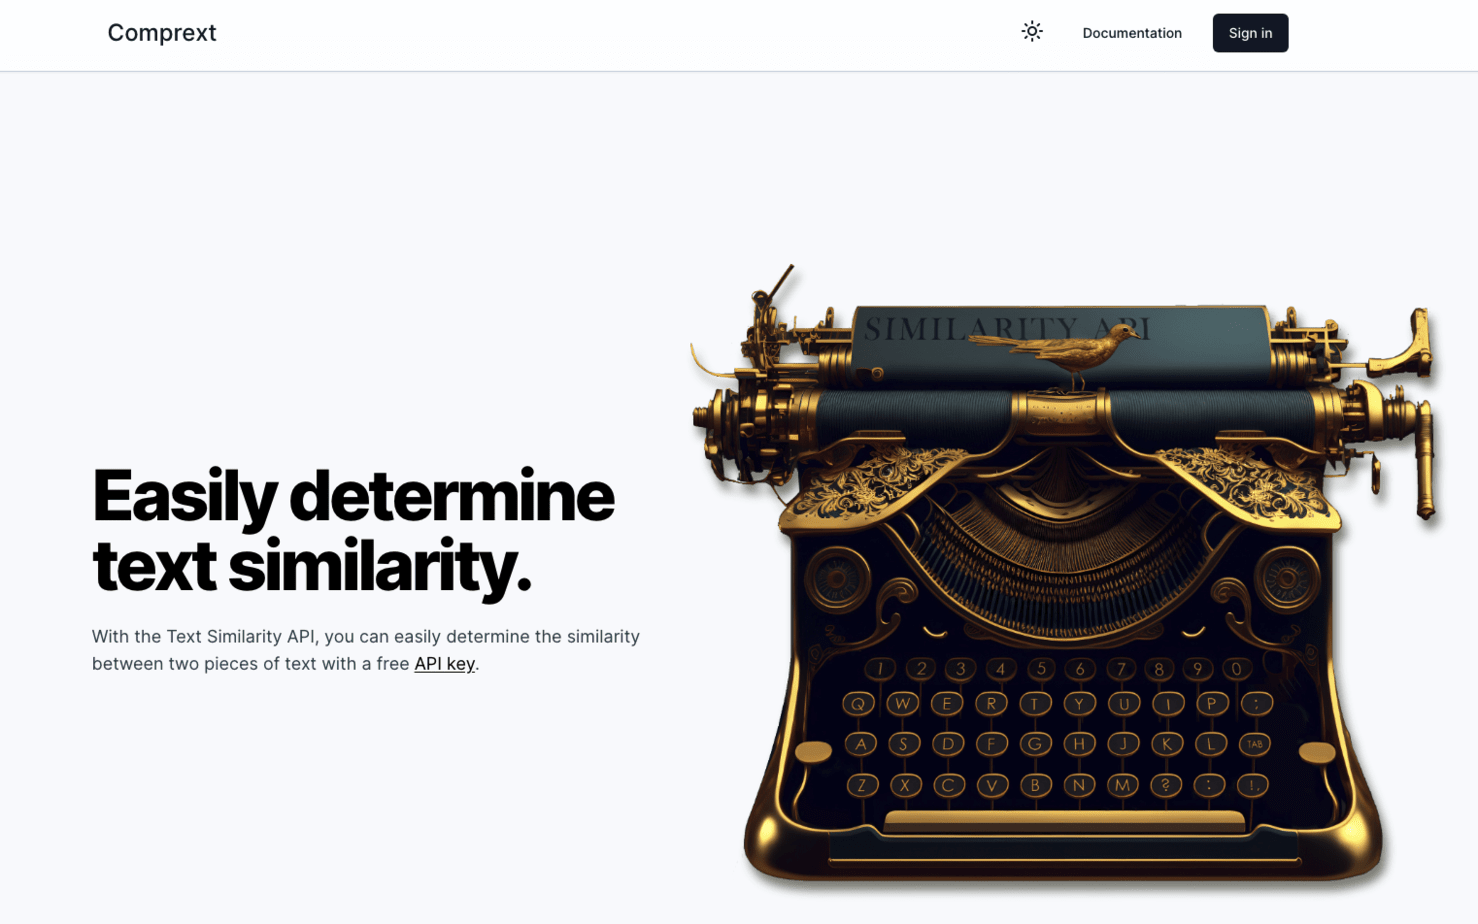 Comprext
Documentation
Sign in
SIMILARITY API
Easily determine
text similarity.
With the Text Similarity API, you can easily determine the similarity
between two pieces of text with a free API key.
1 2 3 4 5 6 7 8 9 0
Q W E R T Y U I P ;
A S D F G H J K L TAB
Z X C V B N M ? : !.